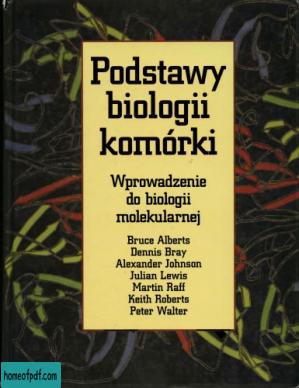 Podstawy
biologii
komórki
Wprowadzenie
do biologii
molekularnej
Bruce Alberts
Dennis Bray
Alexander Johnson
Julian Lewis
Martin Raff
Keith Roberts
Peter Walter
homeofpdf.com